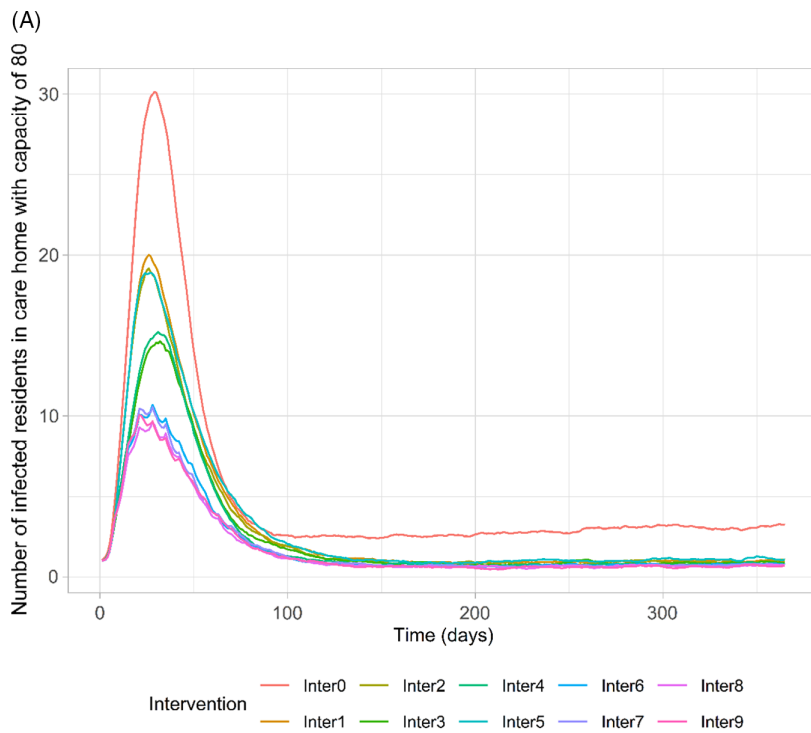 (A)
Number of infected residents in care home with capacity of 80
30
20
10
0
0 100 200 300
Time (days)
Intervention
Inter0 Inter2 Inter4 Inter6 Inter8
Inter1 Inter3 Inter5 Inter7 Inter9